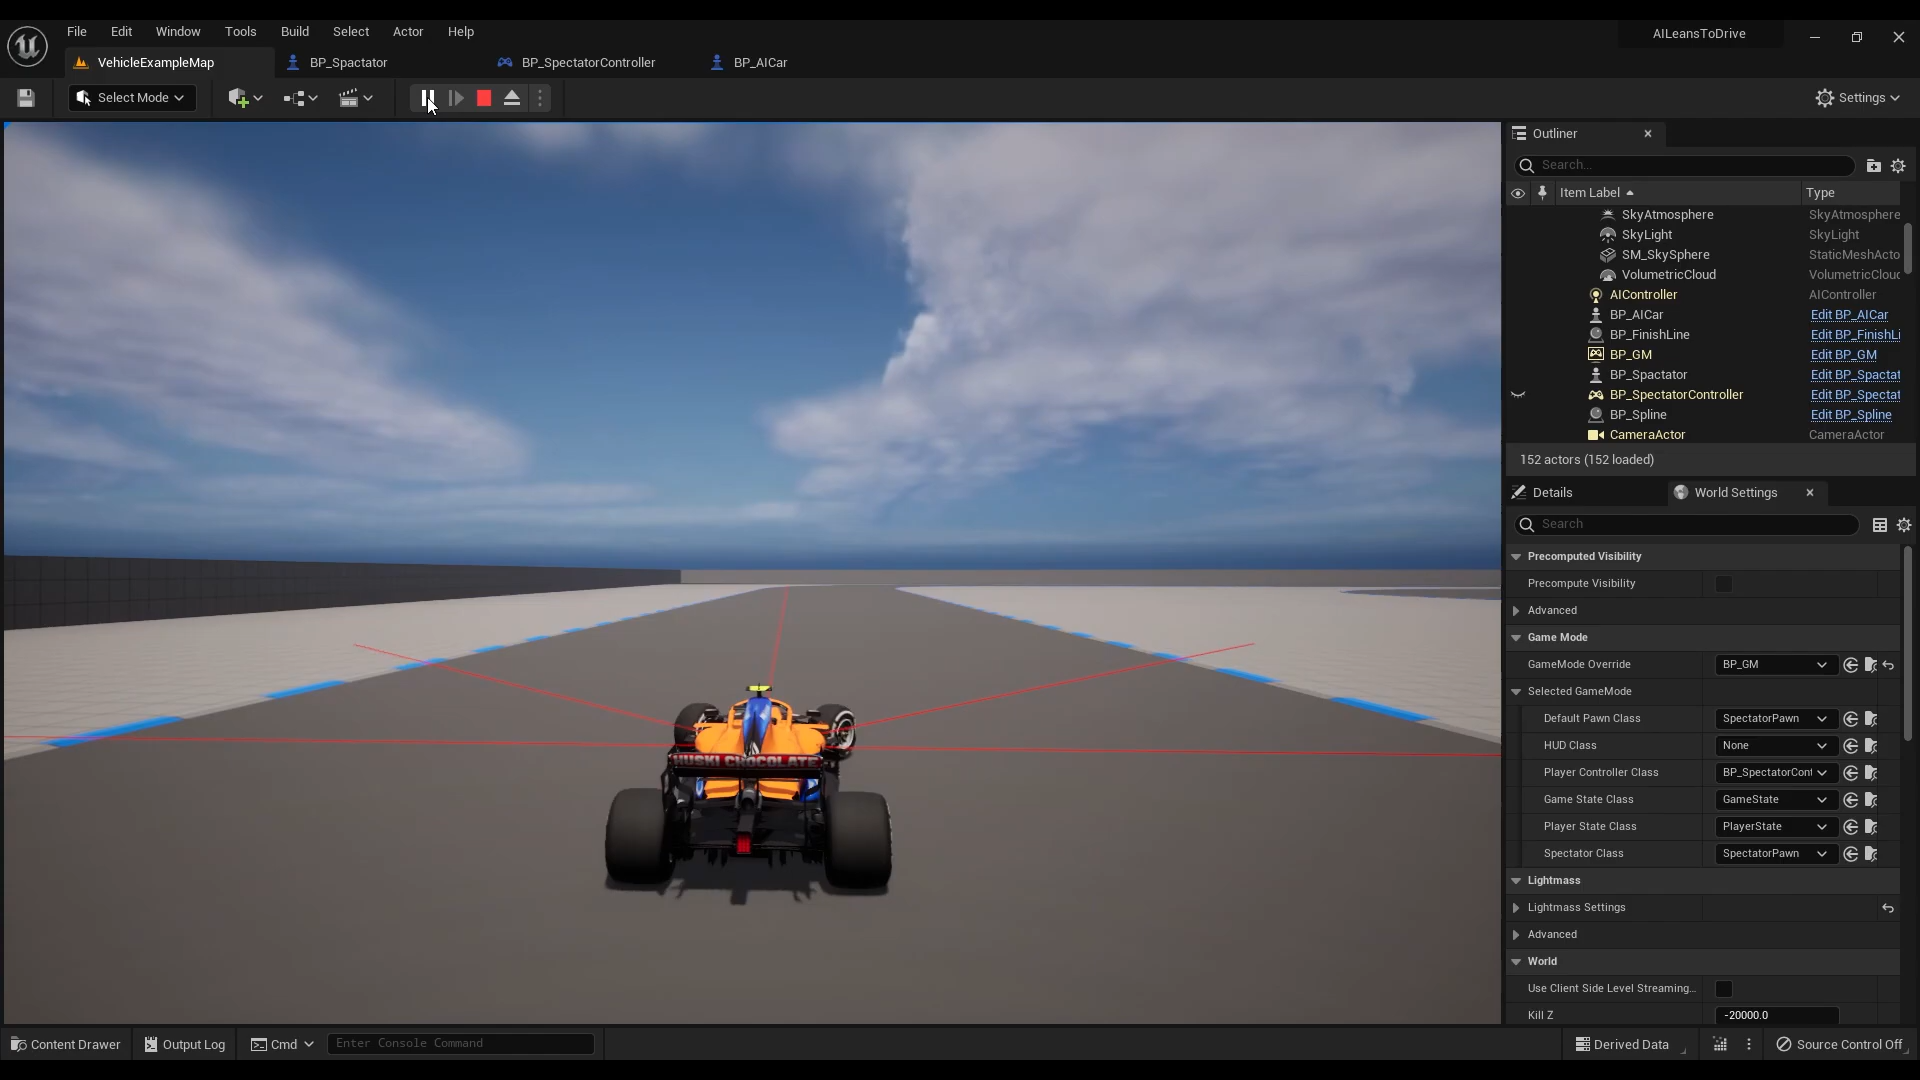 File Edit Window Tools Build Select Actor Help
AILeansToDrive
VehicleExampleMap
BP_Spactator
BP_SpectatorController
BP_AICar
Select Mode
Settings
Outliner
Search...
Item Label
Type
SkyAtmosphere SkyAtmosphere
SkyLight SkyLight
SM_SkySphere StaticMeshActo
VolumetricCloud VolumetricCloud
AIController AIController
BP_AICar Edit BP_AICar
BP_FinishLine Edit BP_FinishLi
BP_GM Edit BP_GM
BP_Spactator Edit BP_Spactat
BP_SpectatorController Edit BP_Spectat
BP_Spline Edit BP_Spline
CameraActor CameraActor
152 actors (152 loaded)
Details
World Settings
Search
Precomputed Visibility
Precompute Visibility
Advanced
Game Mode
GameMode Override BP_GM
Selected GameMode
Default Pawn Class SpectatorPawn
HUD Class None
Player Controller Class BP_SpectatorCont
Game State Class GameState
Player State Class PlayerState
Spectator Class SpectatorPawn
Lightmass
Lightmass Settings
Advanced
World
Use Client Side Level Streaming...
Kill Z -20000.0
HUSKI CHOCOLATE
Content Drawer
Output Log
Cmd
Enter Console Command
Derived Data
Source Control Off